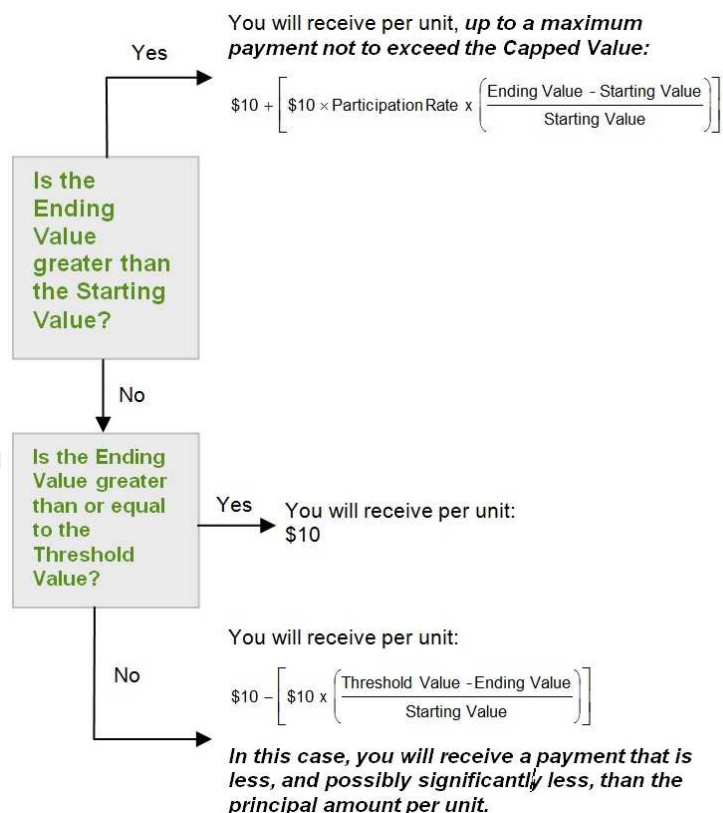 You will receive per unit, up to a maximum
payment not to exceed the Capped Value:
Yes
$10 + [ $10 × Participation Rate x ( Ending Value - Starting Value / Starting Value ) ]
Is the
Ending
Value
greater than
the Starting
Value?
No
Is the Ending
Value greater
than or equal
to the
Threshold
Value?
Yes
You will receive per unit:
$10
You will receive per unit:
No
$10 – [ $10 x ( Threshold Value - Ending Value / Starting Value ) ]
In this case, you will receive a payment that is
less, and possibly significantly less, than the
principal amount per unit.